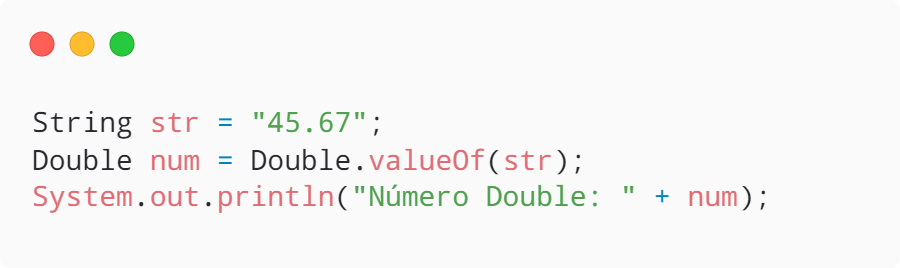 String str = "45.67";
Double num = Double.valueOf(str);
System.out.println("Número Double: " + num);